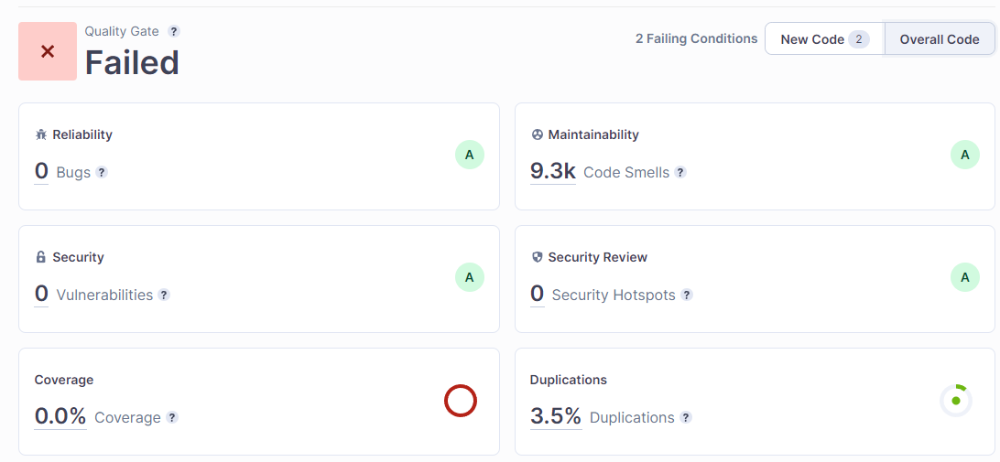 Quality Gate ?
Failed
2 Failing Conditions
New Code 2
Overall Code
Reliability
0 Bugs ?
A
Maintainability
9.3k Code Smells ?
A
Security
0 Vulnerabilities ?
A
Security Review
0 Security Hotspots ?
A
Coverage
0.0% Coverage ?
Duplications
3.5% Duplications ?